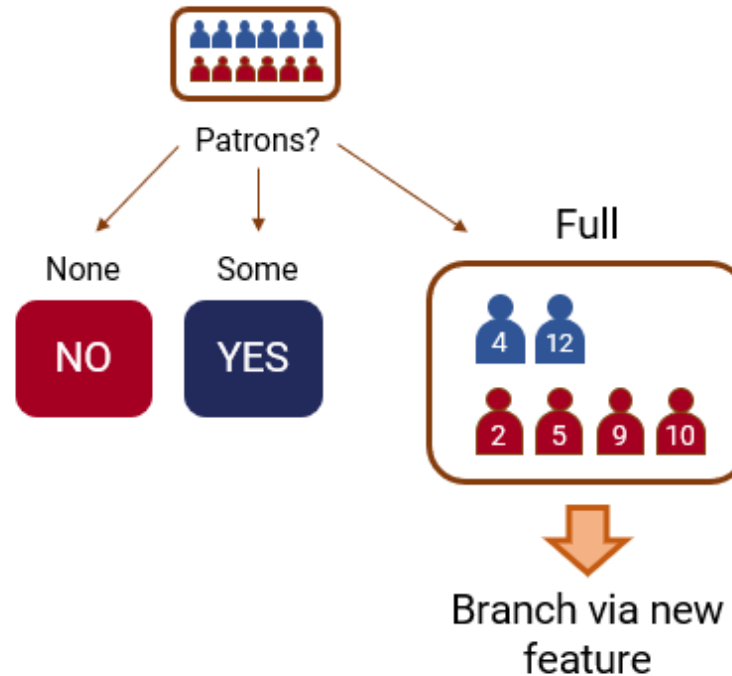 Patrons?
Full
None
Some
NO
YES
4
12
2
5
9
10
Branch via new
feature